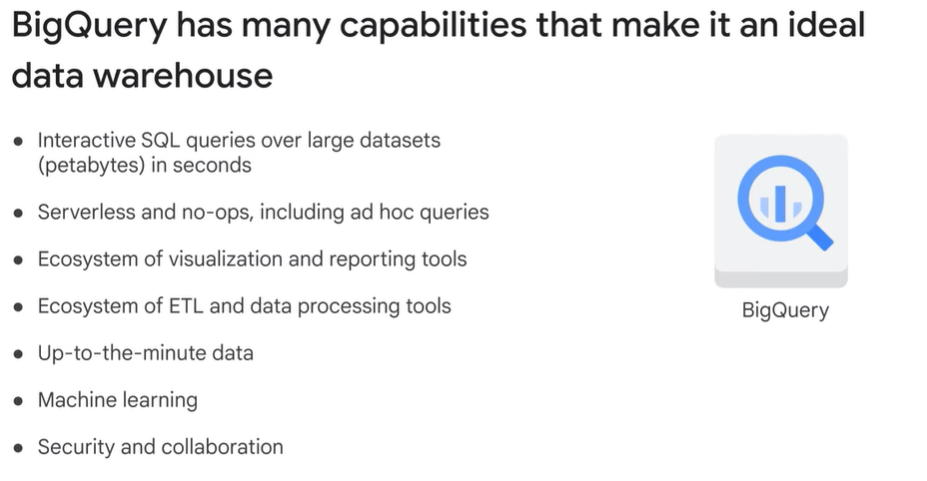 BigQuery has many capabilities that make it an ideal
data warehouse
• Interactive SQL queries over large datasets
(petabytes) in seconds
• Serverless and no-ops, including ad hoc queries
• Ecosystem of visualization and reporting tools
• Ecosystem of ETL and data processing tools
• Up-to-the-minute data
• Machine learning
• Security and collaboration
BigQuery